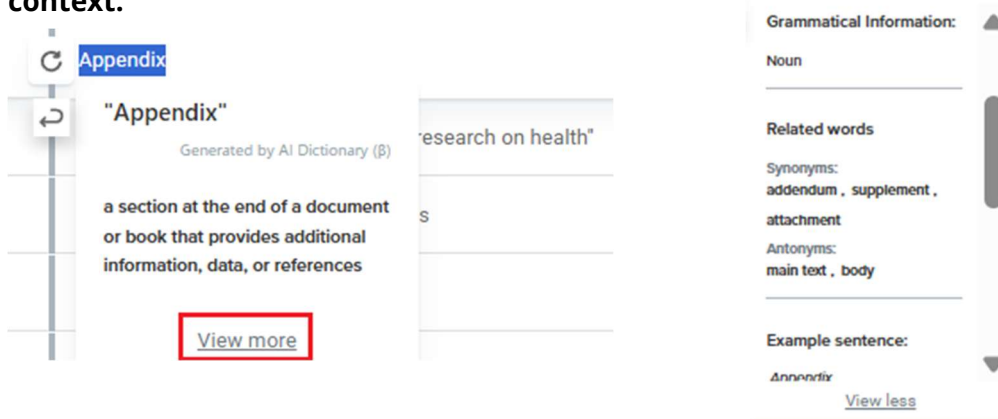 context.
Appendix
"Appendix"
Generated by AI Dictionary (β)
esearch on health"
a section at the end of a document
or book that provides additional
information, data, or references
s
View more
Grammatical Information:
Noun
Related words
Synonyms:
addendum , supplement ,
attachment
Antonyms:
main text , body
Example sentence:
Appendix
View less